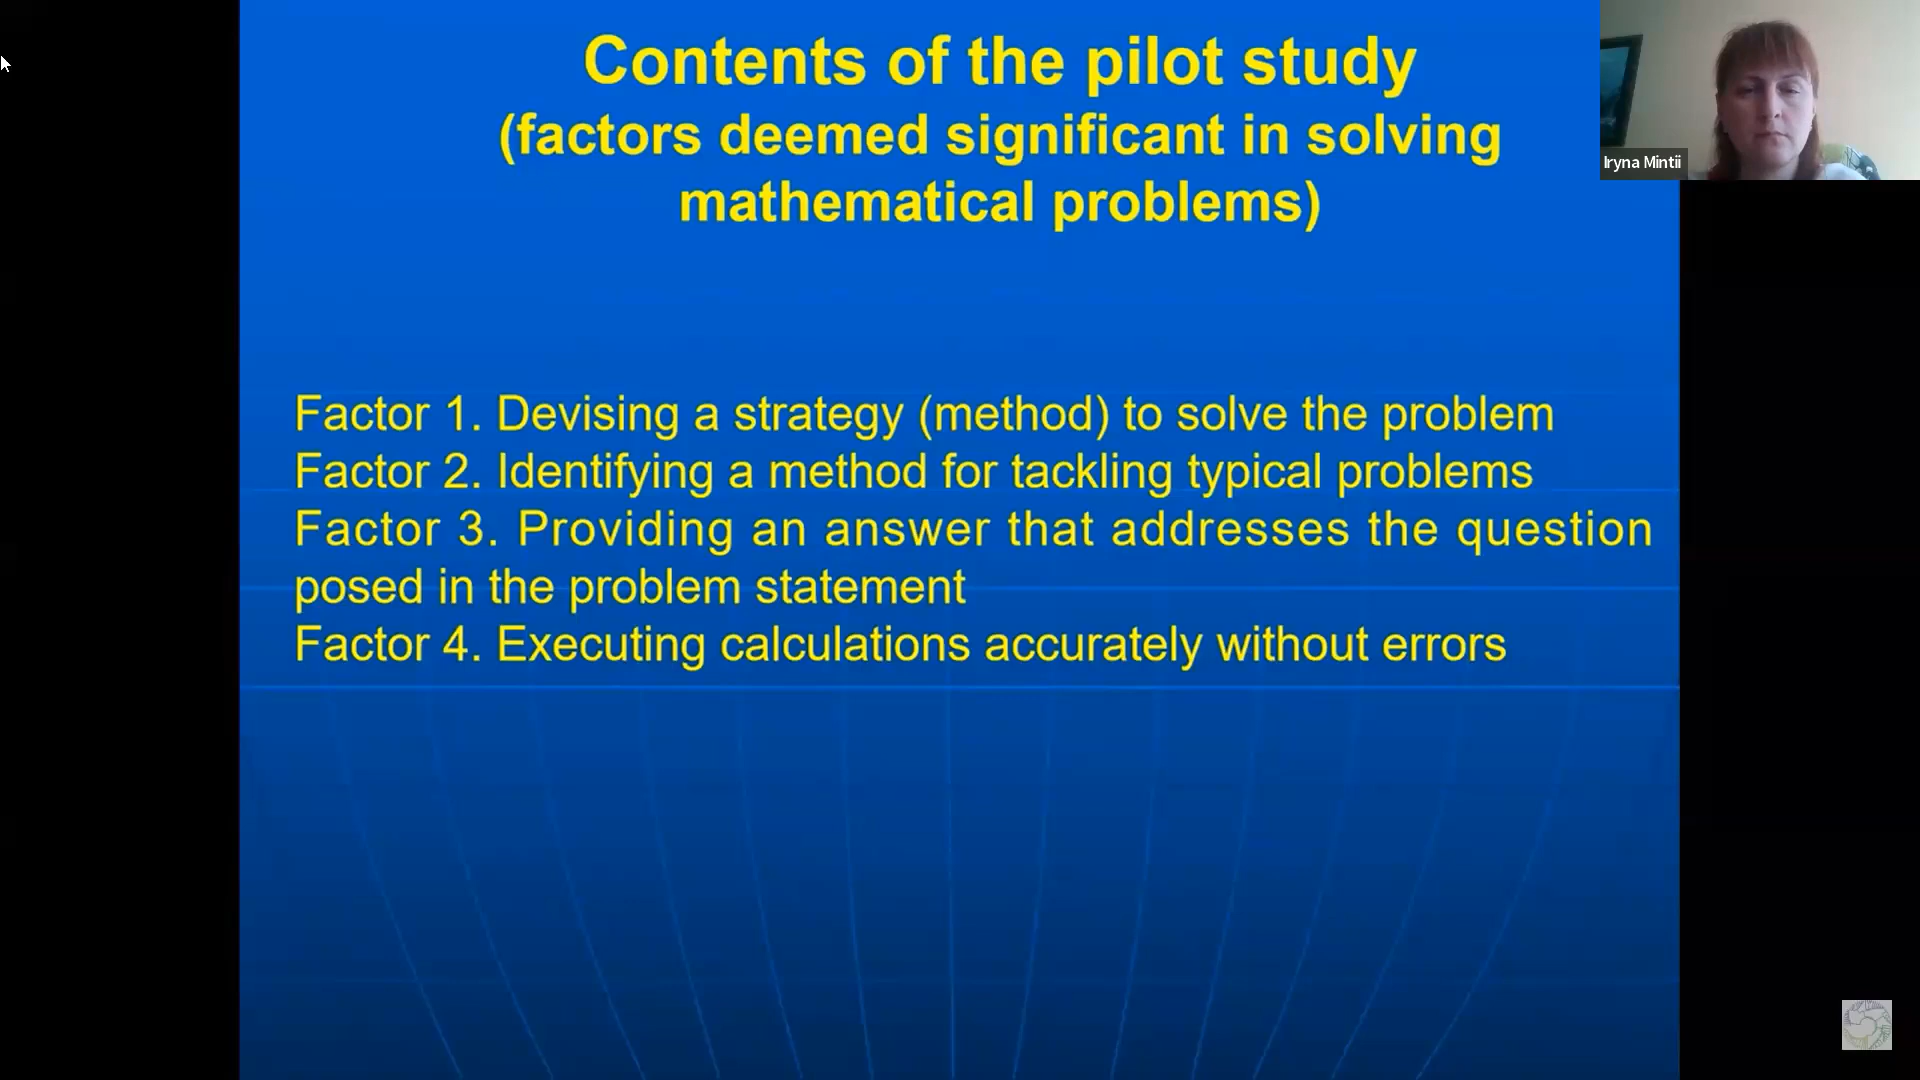 Contents of the pilot study
(factors deemed significant in solving
mathematical problems)
Iryna Mintii
Factor 1. Devising a strategy (method) to solve the problem
Factor 2. Identifying a method for tackling typical problems
Factor 3. Providing an answer that addresses the question
posed in the problem statement
Factor 4. Executing calculations accurately without errors